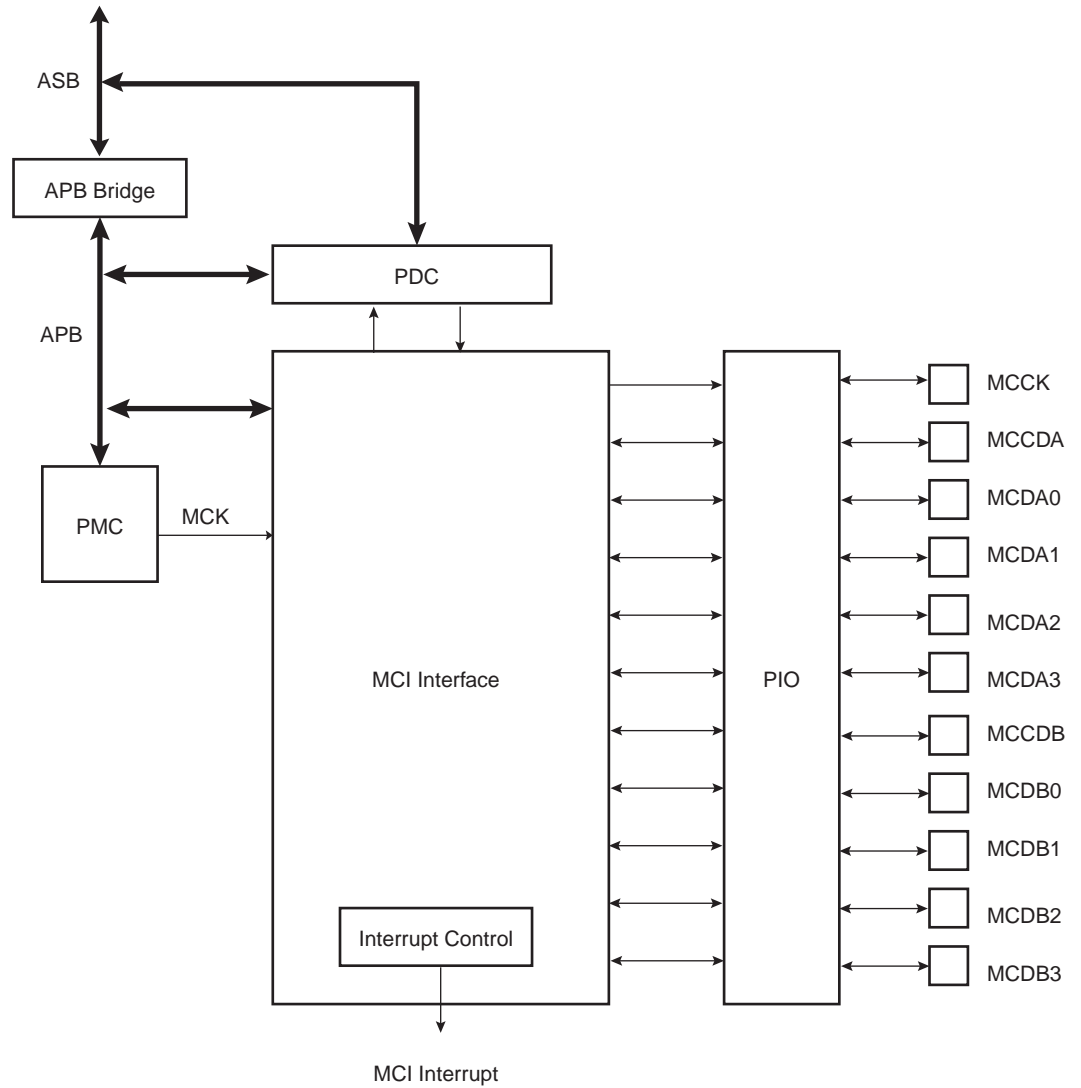 ASB
APB Bridge
PDC
APB
MCCK
MCCDA
MCDA0
PMC
MCK
MCDA1
MCDA2
MCI Interface
PIO
MCDA3
MCCDB
MCDB0
MCDB1
MCDB2
Interrupt Control
MCDB3
MCI Interrupt